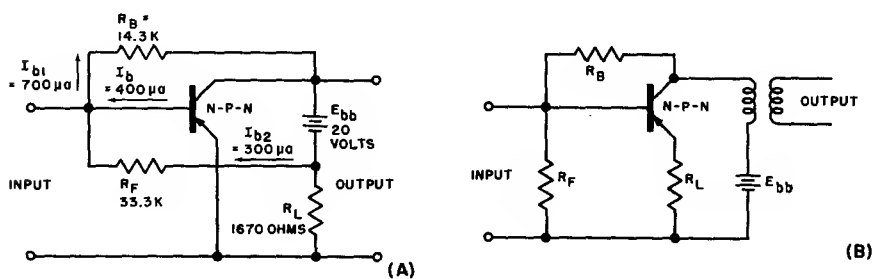 R_B =
14.3 K
I_b1
= 700 μa
I_b
= 400 μa
N-P-N
E_bb
20
VOLTS
I_b2
= 300 μa
INPUT
R_F
33.3K
R_L
1670 OHMS
OUTPUT
(A)
R_B
N-P-N
OUTPUT
INPUT
R_F
R_L
E_bb
(B)